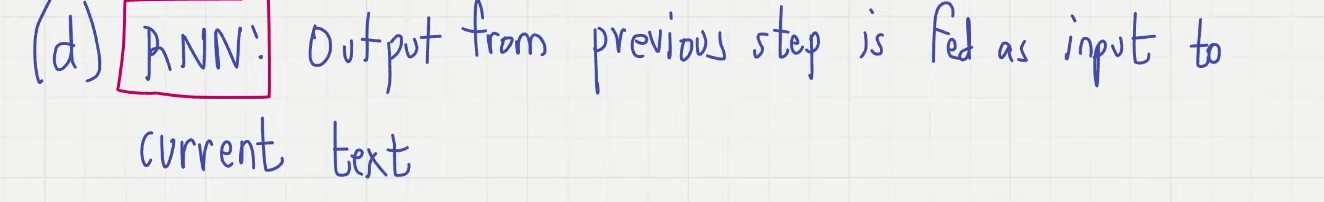 (d) RNN: Output from previous step is fed as input to
current text